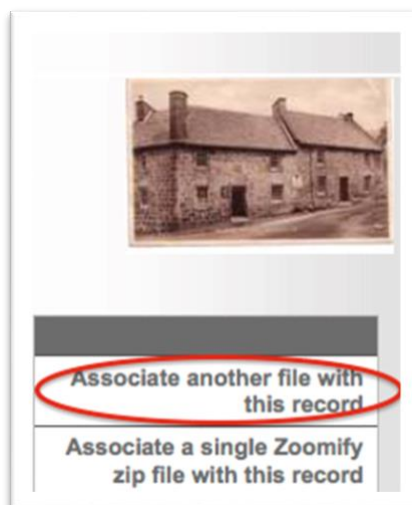 Associate another file with
this record
Associate a single Zoomify
zip file with this record